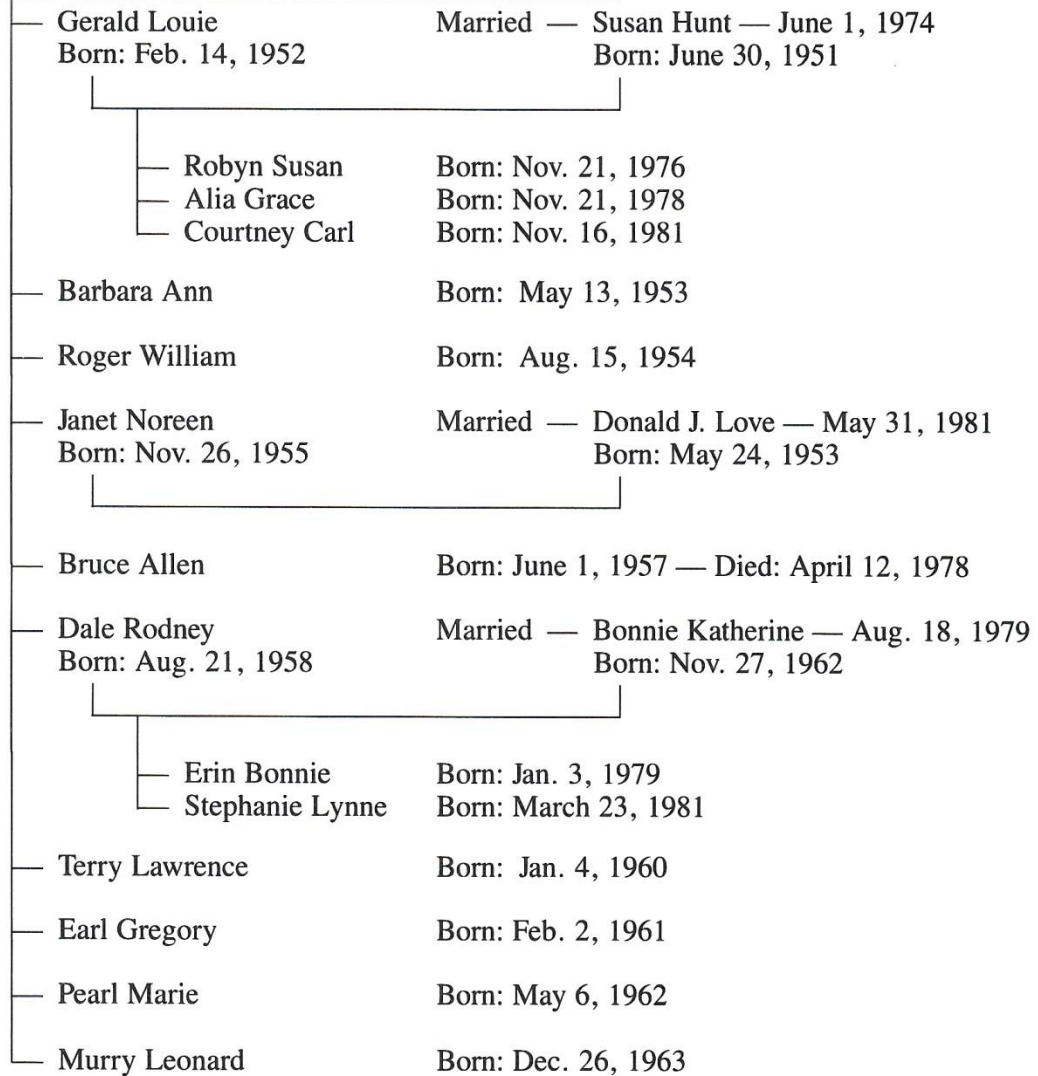 Gerald Louie Married — Susan Hunt — June 1, 1974
Born: Feb. 14, 1952 Born: June 30, 1951
Robyn Susan Born: Nov. 21, 1976
Alia Grace Born: Nov. 21, 1978
Courtney Carl Born: Nov. 16, 1981
Barbara Ann Born: May 13, 1953
Roger William Born: Aug. 15, 1954
Janet Noreen Married — Donald J. Love — May 31, 1981
Born: Nov. 26, 1955 Born: May 24, 1953
Bruce Allen Born: June 1, 1957 — Died: April 12, 1978
Dale Rodney Married — Bonnie Katherine — Aug. 18, 1979
Born: Aug. 21, 1958 Born: Nov. 27, 1962
Erin Bonnie Born: Jan. 3, 1979
Stephanie Lynne Born: March 23, 1981
Terry Lawrence Born: Jan. 4, 1960
Earl Gregory Born: Feb. 2, 1961
Pearl Marie Born: May 6, 1962
Murry Leonard Born: Dec. 26, 1963